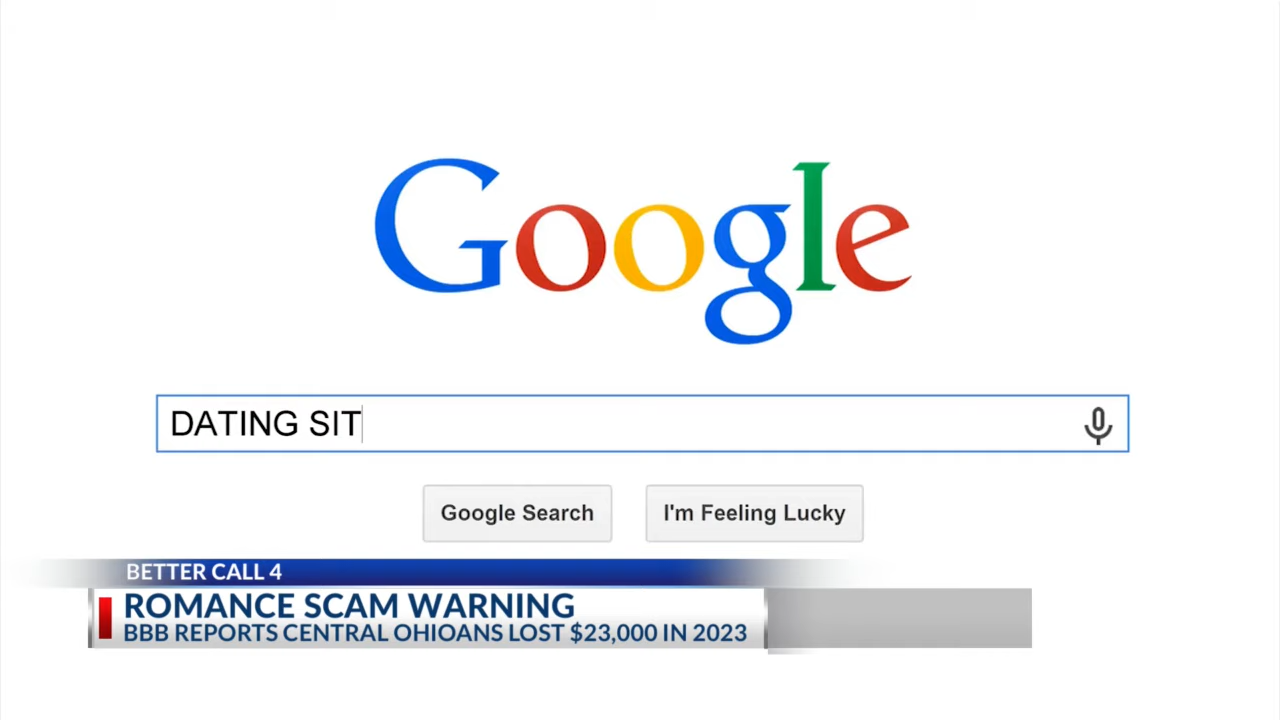 Google
DATING SIT
Google Search
I'm Feeling Lucky
BETTER CALL 4
ROMANCE SCAM WARNING
BBB REPORTS CENTRAL OHIOANS LOST $23,000 IN 2023